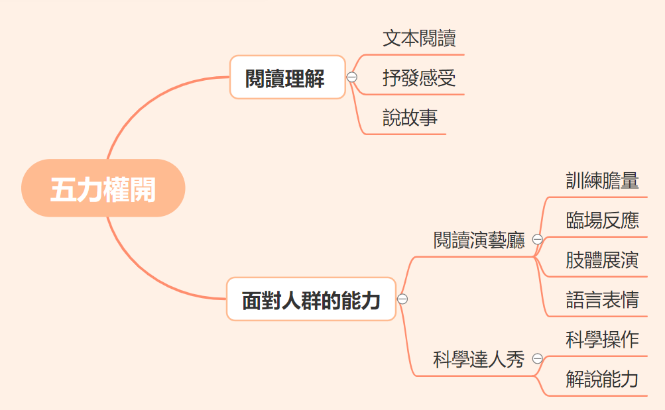 五力權開
閱讀理解
文本閱讀
抒發感受
說故事
面對人群的能力
閱讀演藝廳
訓練膽量
臨場反應
肢體展演
語言表情
科學達人秀
科學操作
解說能力